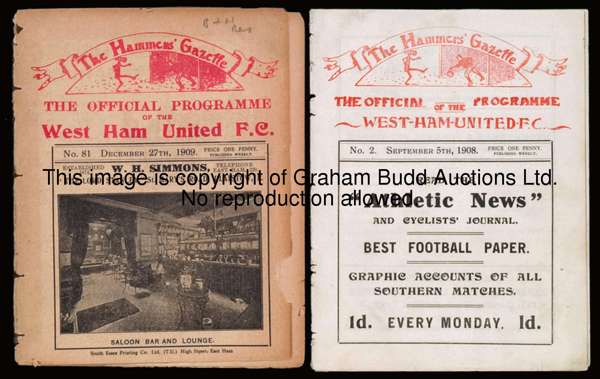 The Hammers' Gazette
THE OFFICIAL PROGRAMME
OF THE
West Ham United F.C.
No. 81 DECEMBER 27th, 1909. PRICE ONE PENNY. PUBLISHED WEEKLY.
ESTABLISHED
W. H. SIMMONS,
TELEPHONE
SALOON BAR AND LOUNGE.
South Essex Printing Co. Ltd. (T.U.) High Street, East Ham
The Hammers' Gazette
THE OFFICIAL OF THE PROGRAMME
WEST-HAM-UNITED-F.C.
No. 2. SEPTEMBER 5th, 1908. PRICE ONE PENNY. PUBLISHED WEEKLY.
READ THE
"Athletic News"
AND CYCLISTS' JOURNAL.
BEST FOOTBALL PAPER.
GRAPHIC ACCOUNTS OF ALL
SOUTHERN MATCHES.
1d. EVERY MONDAY. 1d.
This image is copyright of Graham Budd Auctions Ltd.
No reproduction allowed